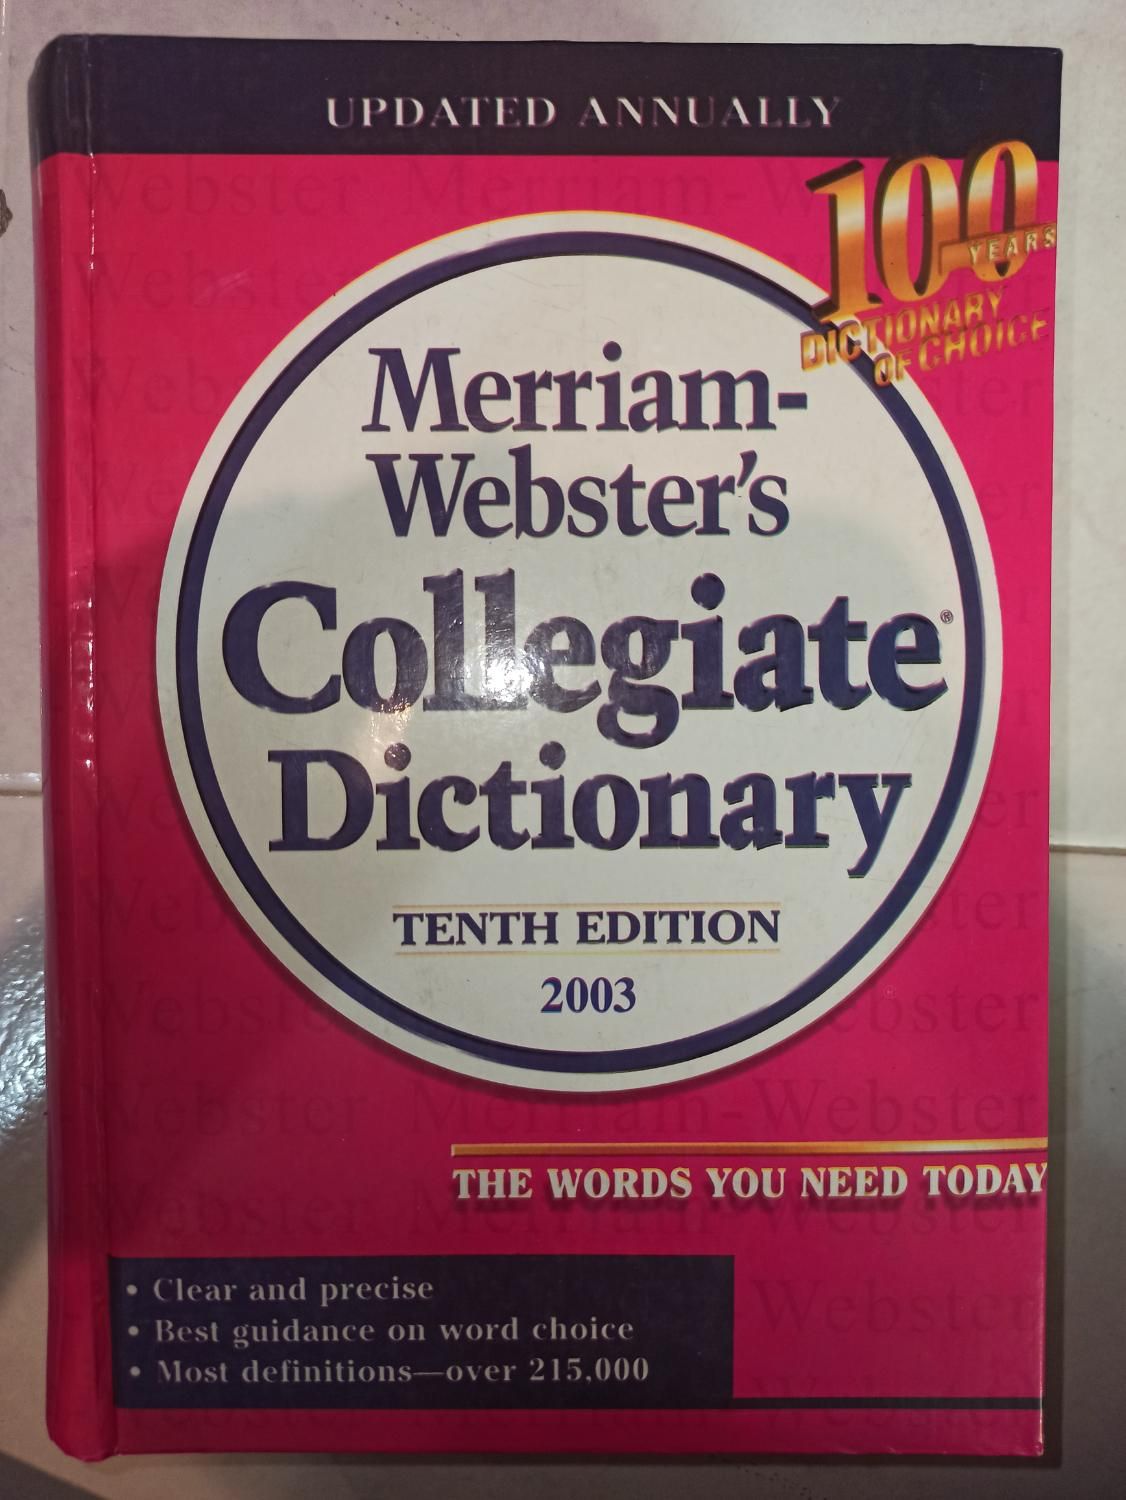 UPDATED ANNUALLY
100
YEARS
DICTIONARY
OF CHOICE
Merriam-
Webster's
Collegiate®
Dictionary
TENTH EDITION
2003
THE WORDS YOU NEED TODAY
• Clear and precise
• Best guidance on word choice
• Most definitions—over 215,000